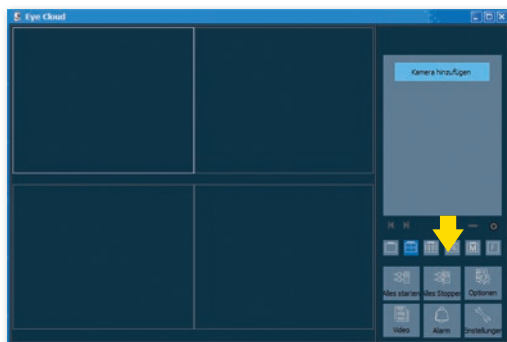 Eye Cloud
Kamera hinzufügen
M F
Alles starten Alles Stoppen Optionen
Video Alarm Einstellungen